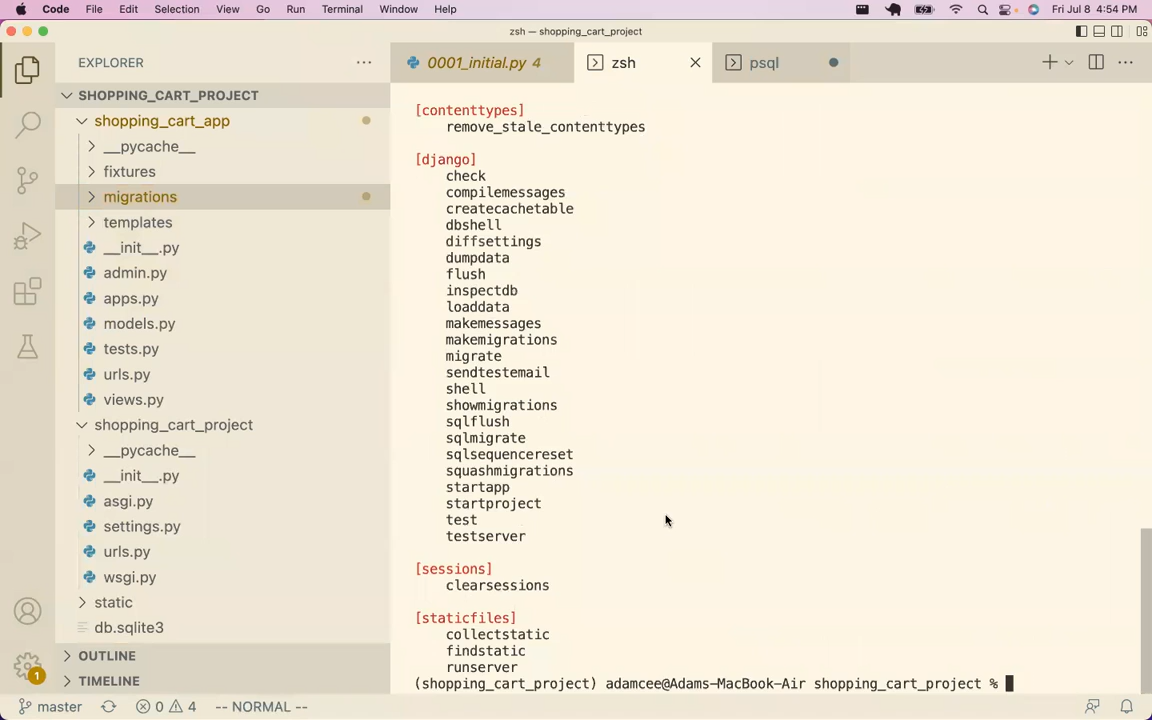 Code File Edit Selection View Go Run Terminal Window Help Fri Jul 8 4:54 PM
zsh — shopping_cart_project
EXPLORER
0001_initial.py 4
zsh
psql
SHOPPING_CART_PROJECT
shopping_cart_app
__pycache__
fixtures
migrations
templates
__init__.py
admin.py
apps.py
models.py
tests.py
urls.py
views.py
shopping_cart_project
__pycache__
__init__.py
asgi.py
settings.py
urls.py
wsgi.py
static
db.sqlite3
OUTLINE
TIMELINE
1
[contenttypes]
remove_stale_contenttypes
[django]
check
compilemessages
createcachetable
dbshell
diffsettings
dumpdata
flush
inspectdb
loaddata
makemessages
makemigrations
migrate
sendtestemail
shell
showmigrations
sqlflush
sqlmigrate
sqlsequencereset
squashmigrations
startapp
startproject
test
testserver
[sessions]
clearsessions
[staticfiles]
collectstatic
findstatic
runserver
(shopping_cart_project) adamcee@Adams-MacBook-Air shopping_cart_project %
master 0 4 -- NORMAL --